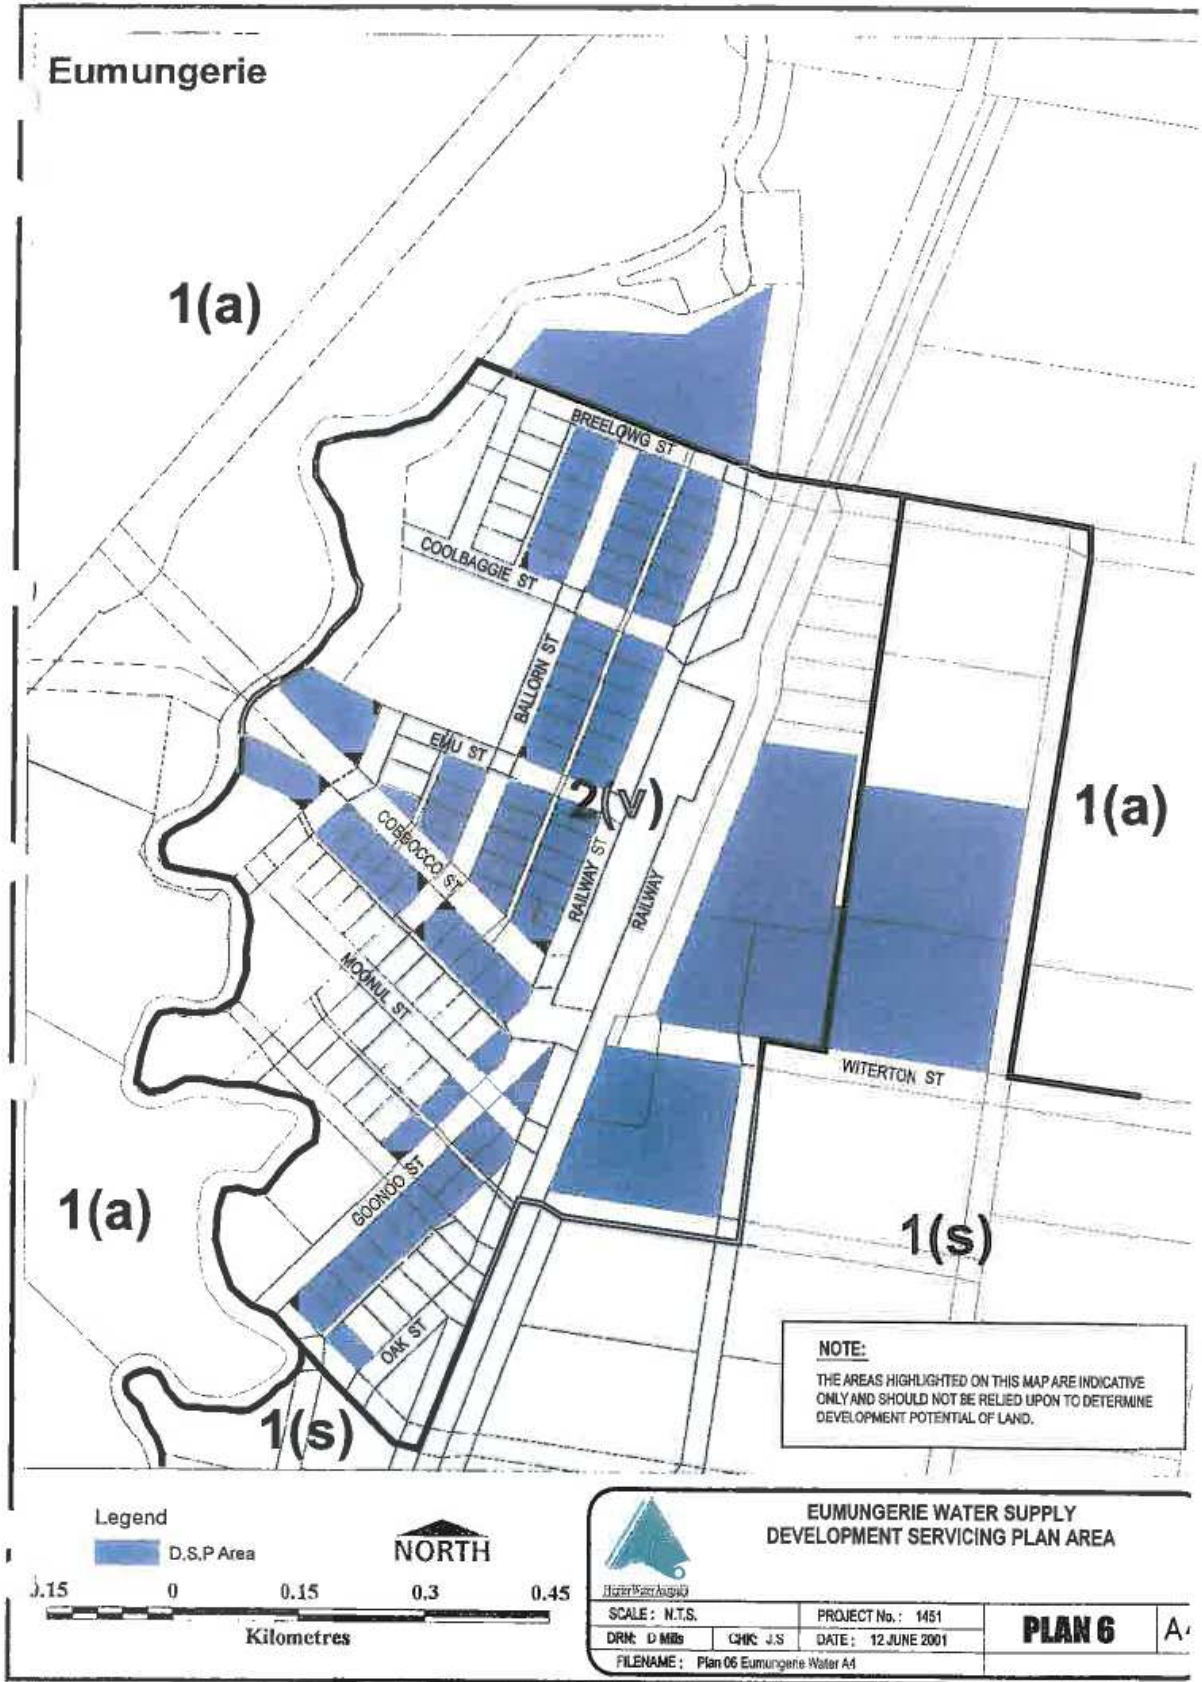 Eumungerie
1(a)
BREELOWG ST
COOLBAGGIE ST
BALLORN ST
EMU ST
2(v)
1(a)
COBBOCCO ST
RAILWAY ST
RAILWAY
MOONUL ST
WITERTON ST
GOONOO ST
1(a)
1(s)
OAK ST
1(s)
NOTE:
THE AREAS HIGHLIGHTED ON THIS MAP ARE INDICATIVE
ONLY AND SHOULD NOT BE RELIED UPON TO DETERMINE
DEVELOPMENT POTENTIAL OF LAND.
Legend
D.S.P Area
NORTH
0.15 0 0.15 0.3 0.45
Kilometres
EUMUNGERIE WATER SUPPLY
DEVELOPMENT SERVICING PLAN AREA
SCALE : N.T.S.
PROJECT No. : 1451
DRN: D Mills
CHK: J.S
DATE : 12 JUNE 2001
PLAN 6
FILENAME : Plan 06 Eumungerie Water A4